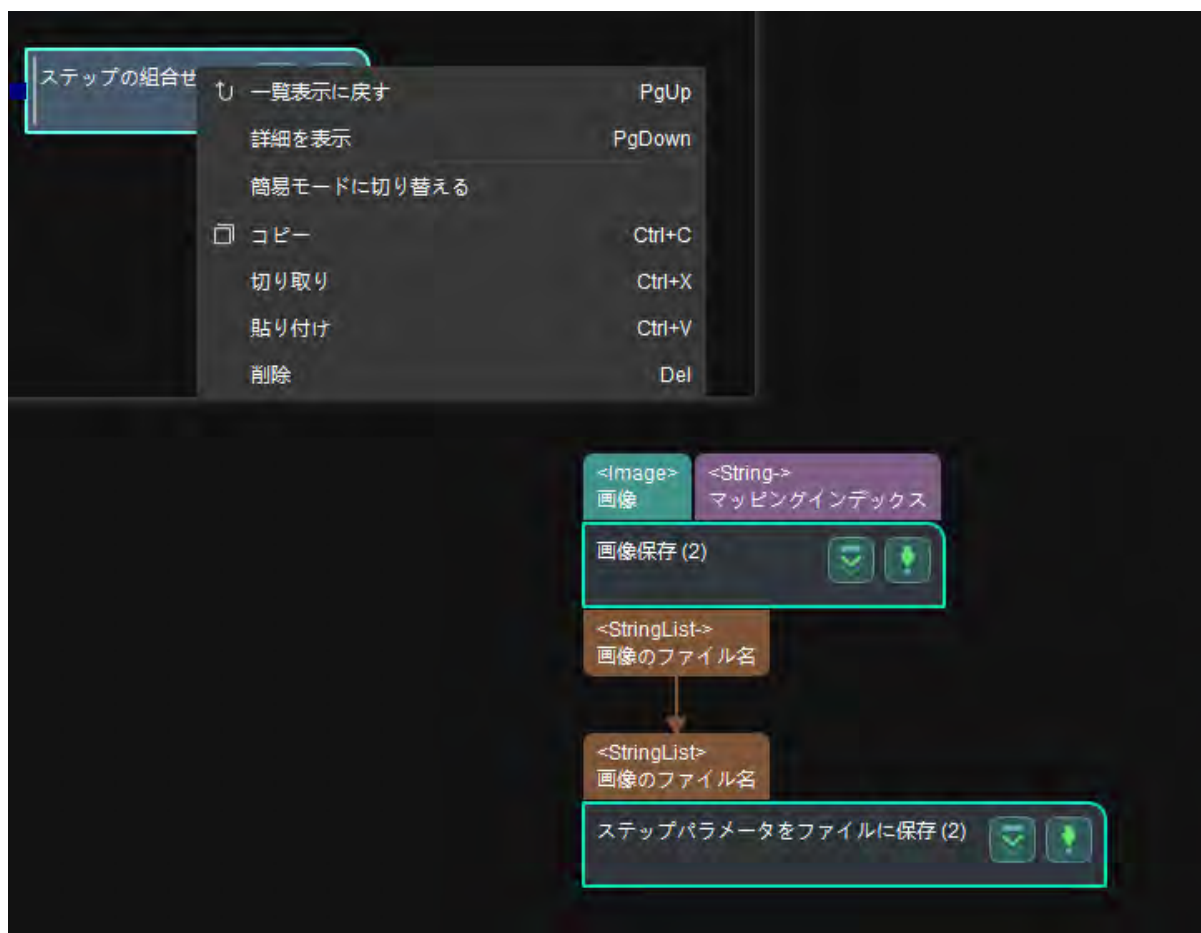 ステップの組合せ
一覧表示に戻す PgUp
詳細を表示 PgDown
簡易モードに切り替える
コピー Ctrl+C
切り取り Ctrl+X
貼り付け Ctrl+V
削除 Del
<Image> <String->
画像 マッピングインデックス
画像保存 (2)
<StringList->
画像のファイル名
<StringList>
画像のファイル名
ステップパラメータをファイルに保存 (2)